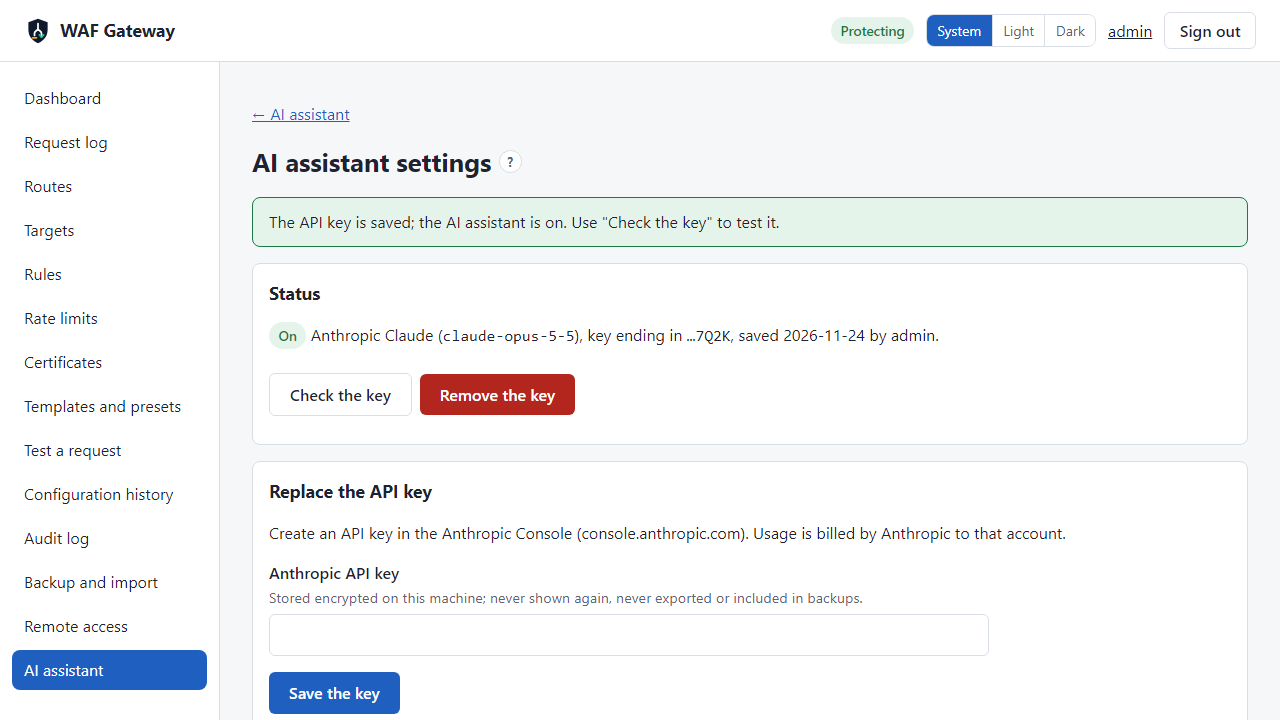 WAF Gateway
Protecting
System Light Dark
admin
Sign out
Dashboard
Request log
Routes
Targets
Rules
Rate limits
Certificates
Templates and presets
Test a request
Configuration history
Audit log
Backup and import
Remote access
AI assistant
← AI assistant
AI assistant settings ?
The API key is saved; the AI assistant is on. Use "Check the key" to test it.
Status
On Anthropic Claude (claude-opus-5-5), key ending in …7Q2K, saved 2026-11-24 by admin.
Check the key Remove the key
Replace the API key
Create an API key in the Anthropic Console (console.anthropic.com). Usage is billed by Anthropic to that account.
Anthropic API key
Stored encrypted on this machine; never shown again, never exported or included in backups.
Save the key